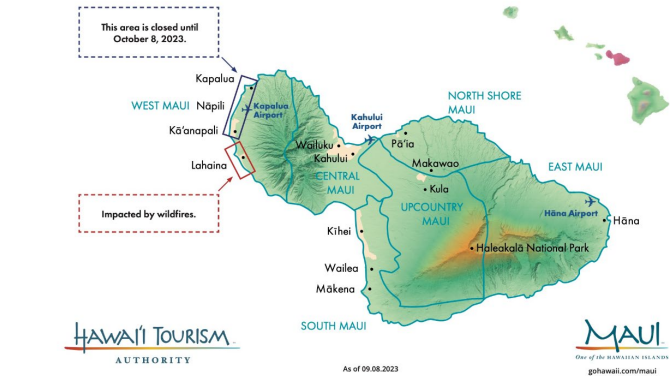 This area is closed until
October 8, 2023.
Kapalua
WEST MAUI
Nāpili
Kapalua
Airport
Kā'anapali
Lahaina
Impacted by wildfires.
Kahului
Airport
Wailuku
Kahului
CENTRAL
MAUI
NORTH SHORE
MAUI
Pā'ia
Makawao
Kula
UPCOUNTRY
MAUI
EAST MAUI
Hāna Airport
Hāna
Haleakalā National Park
Kīhei
Wailea
Mākena
SOUTH MAUI
HAWAI'I TOURISM
AUTHORITY
As of 09.08.2023
MAUI
One of the HAWAIIAN ISLANDS
gohawaii.com/maui